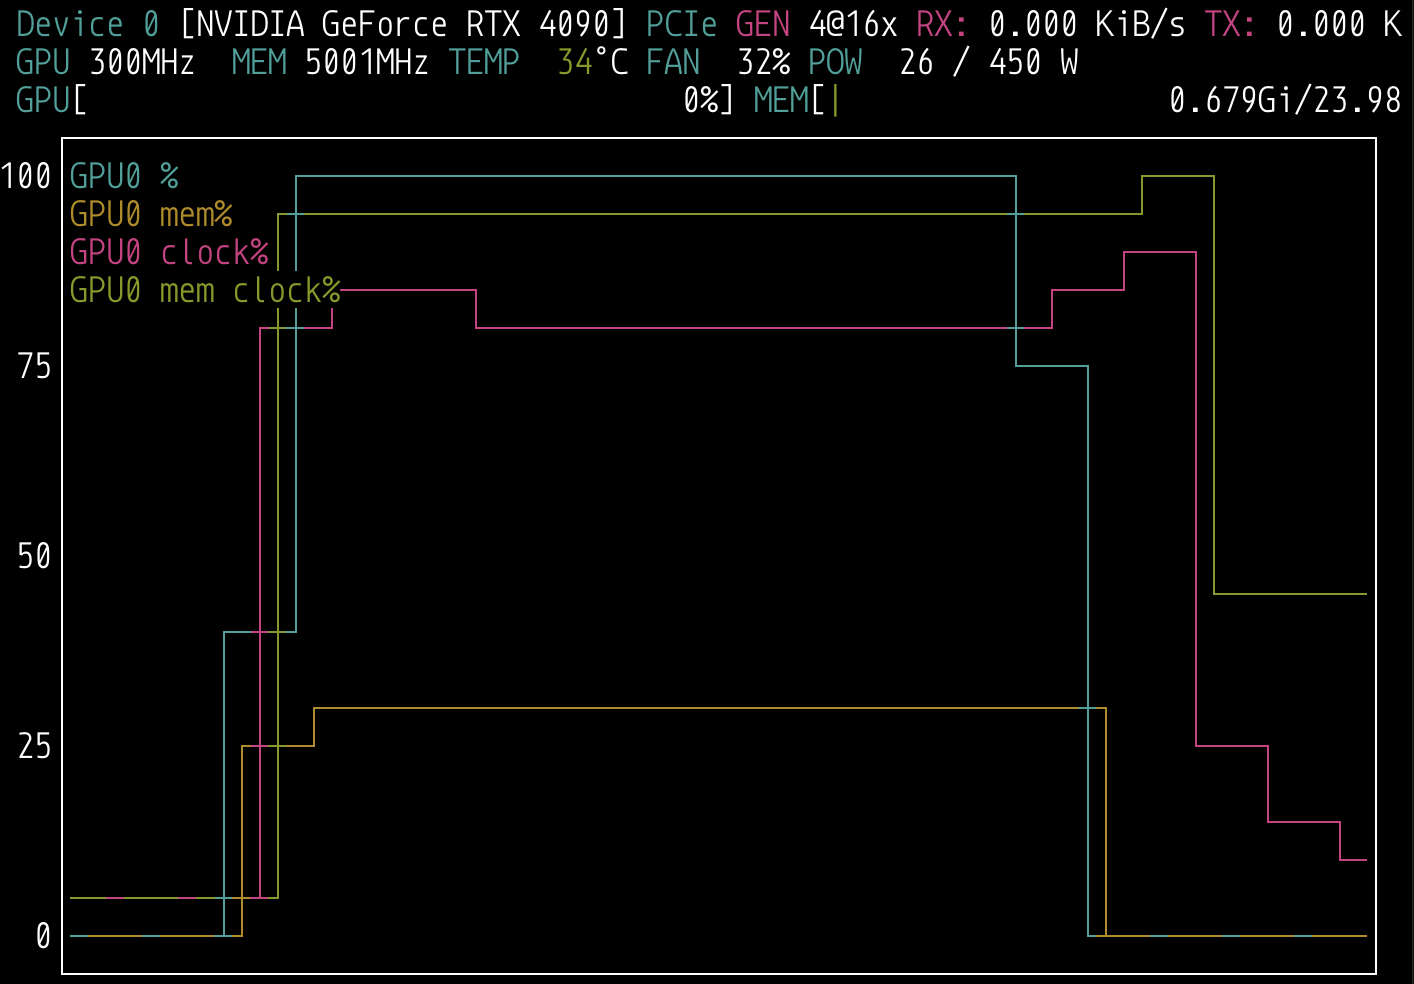 Device 0 [NVIDIA GeForce RTX 4090] PCIe GEN 4@16x RX: 0.000 KiB/s TX: 0.000 K
GPU 300MHz MEM 5001MHz TEMP 34°C FAN 32% POW 26 / 450 W
GPU[ 0%] MEM[| 0.679Gi/23.98
100 GPU0 %
GPU0 mem%
GPU0 clock%
GPU0 mem clock%
75
50
25
0